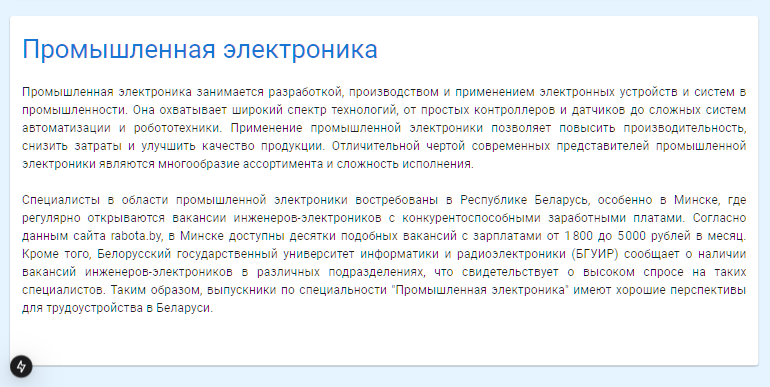 Промышленная электроника
Промышленная электроника занимается разработкой, производством и применением электронных устройств и систем в
промышленности. Она охватывает широкий спектр технологий, от простых контроллеров и датчиков до сложных систем
автоматизации и робототехники. Применение промышленной электроники позволяет повысить производительность,
снизить затраты и улучшить качество продукции. Отличительной чертой современных представителей промышленной
электроники являются многообразие ассортимента и сложность исполнения.
Специалисты в области промышленной электроники востребованы в Республике Беларусь, особенно в Минске, где
регулярно открываются вакансии инженеров-электроников с конкурентоспособными заработными платами. Согласно
данным сайта rabota.by, в Минске доступны десятки подобных вакансий с зарплатами от 1800 до 5000 рублей в месяц.
Кроме того, Белорусский государственный университет информатики и радиоэлектроники (БГУИР) сообщает о наличии
вакансий инженеров-электроников в различных подразделениях, что свидетельствует о высоком спросе на таких
специалистов. Таким образом, выпускники по специальности "Промышленная электроника" имеют хорошие перспективы
для трудоустройства в Беларуси.